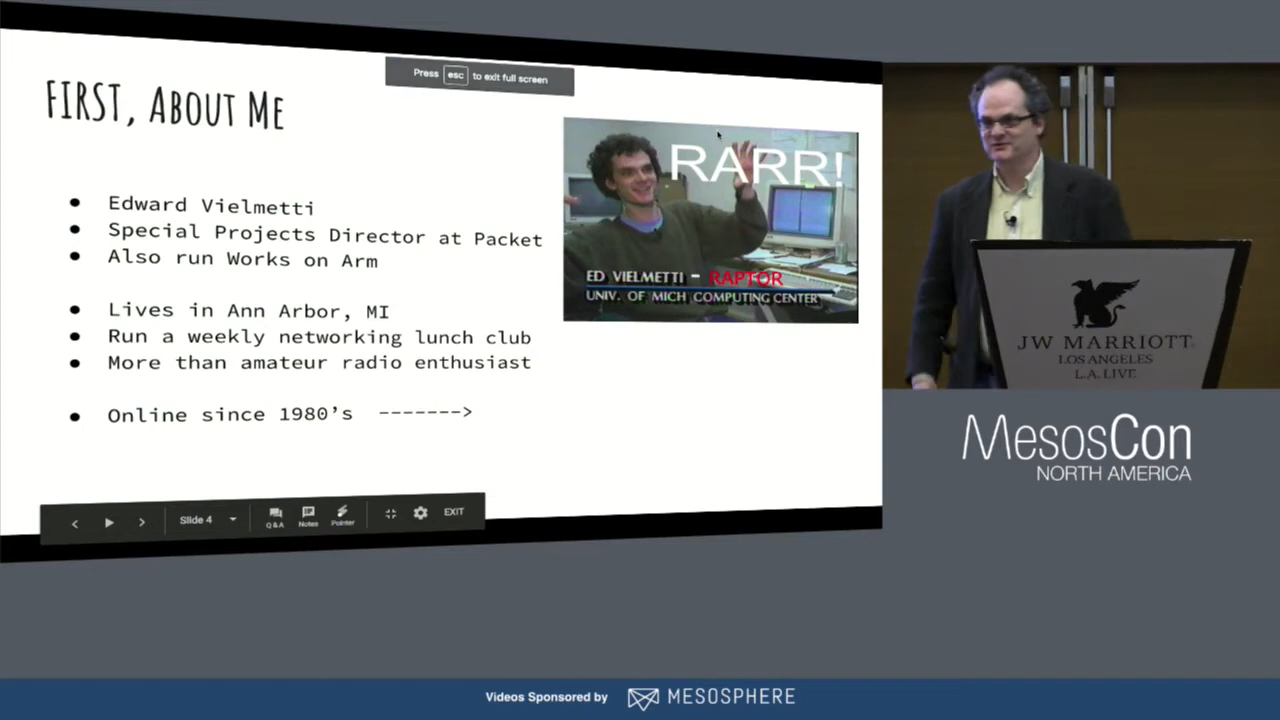 Press esc to exit full screen
FIRST, ABOUT ME
Edward Vielmetti
Special Projects Director at Packet
Also run Works on Arm
Lives in Ann Arbor, MI
Run a weekly networking lunch club
More than amateur radio enthusiast
Online since 1980's ------->
RARR!
ED VIELMETTI - RAPTOR
UNIV. OF MICH COMPUTING CENTER
Slide 4
Q&A
Notes
Pointer
EXIT
JW MARRIOTT
LOS ANGELES
L.A. LIVE
MesosCon
NORTH AMERICA
Videos Sponsored by MESOSPHERE